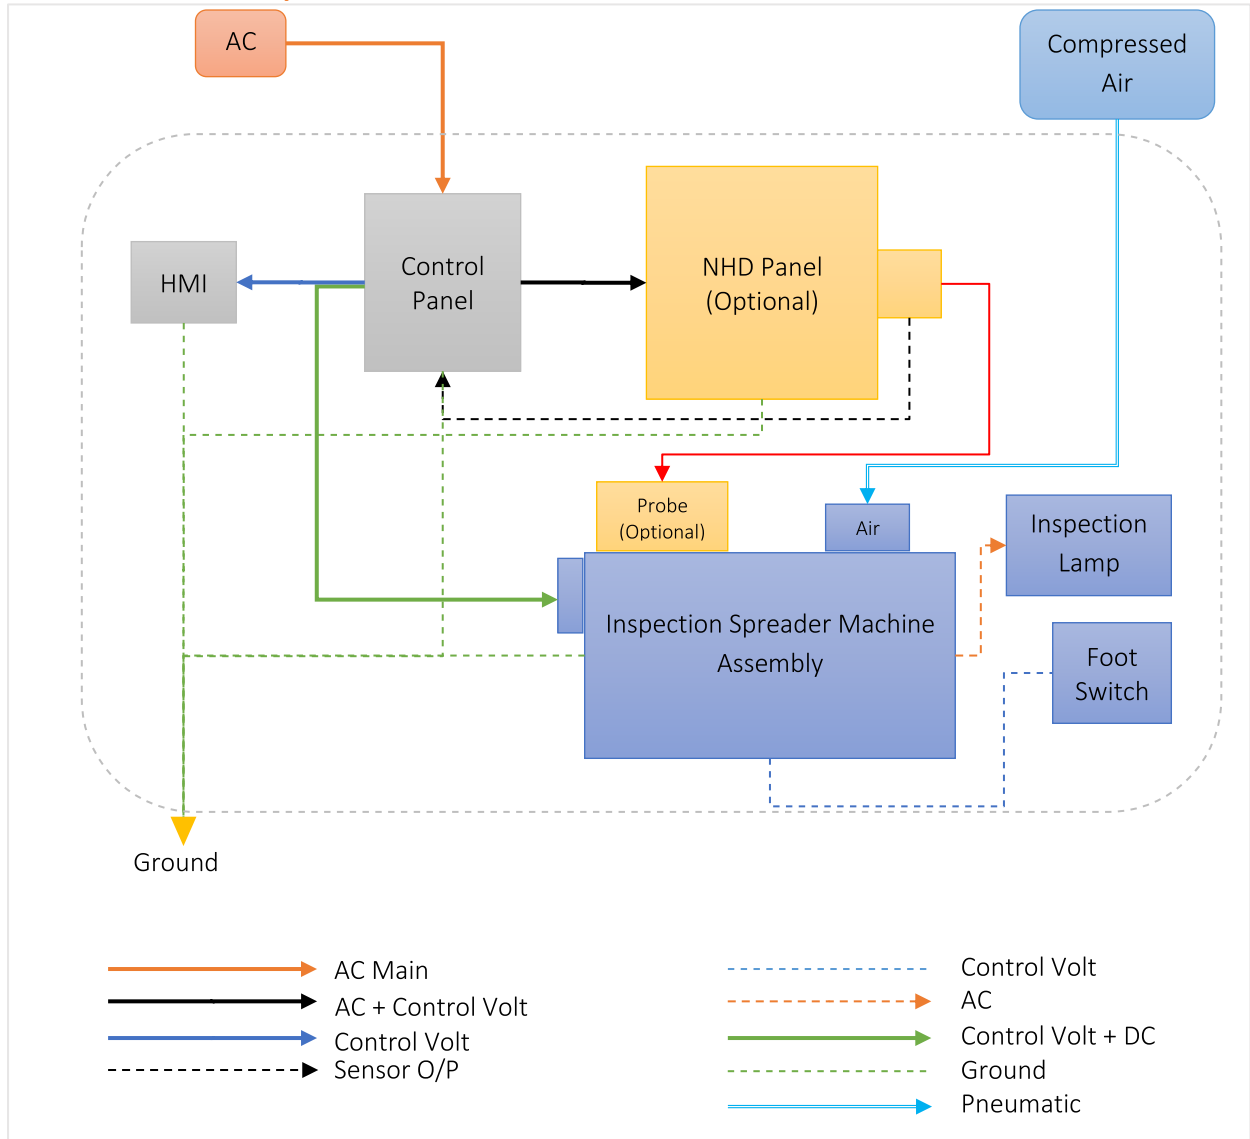 AC
Compressed
Air
HMI
Control
Panel
NHD Panel
(Optional)
Probe
(Optional)
Air
Inspection
Lamp
Inspection Spreader Machine
Assembly
Foot
Switch
Ground
AC Main
AC + Control Volt
Control Volt
Sensor O/P
Control Volt
AC
Control Volt + DC
Ground
Pneumatic